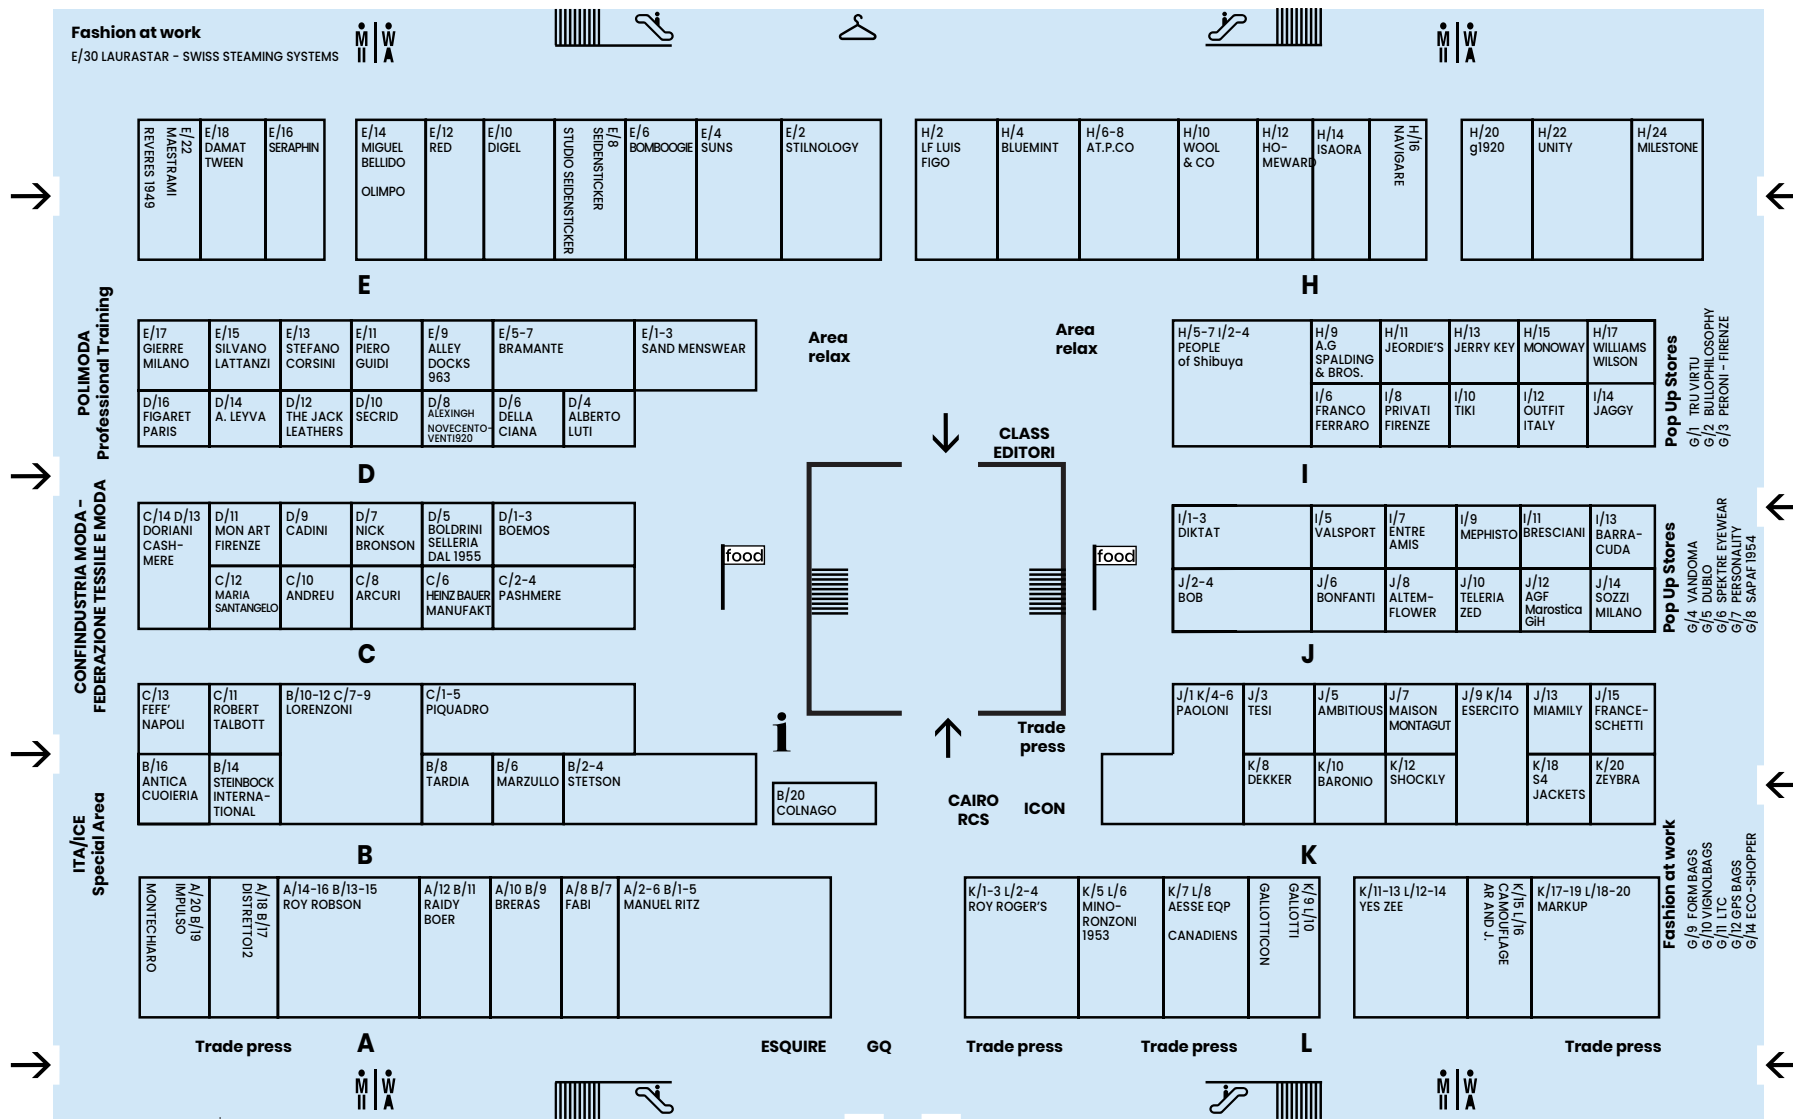 Fashion at work
E/30 LAURASTAR - SWISS STEAMING SYSTEMS
M W
M W
E/22
MAESTRAMI
REVERES 1949
E/18
DAMAT
TWEEN
E/16
SERAPHIN
E/14
MIGUEL
BELLIDO
OLIMPO
E/12
RED
E/10
DIGEL
E/8
SEIDENSTICKER
STUDIO SEIDENSTICKER
E/6
BOMBOOGIE
E/4
SUNS
E/2
STILNOLOGY
H/2
LF LUIS
FIGO
H/4
BLUEMINT
H/6-8
AT.P.CO
H/10
WOOL
& CO
H/12
HO-
MEWARD
H/14
ISAORA
H/16
NAVIGARE
H/20
g1920
H/22
UNITY
H/24
MILESTONE
E
H
POLIMODA
Professional Training
E/17
GIERRE
MILANO
E/15
SILVANO
LATTANZI
E/13
STEFANO
CORSINI
E/11
PIERO
GUIDI
E/9
ALLEY
DOCKS
963
E/5-7
BRAMANTE
E/1-3
SAND MENSWEAR
D/16
FIGARET
PARIS
D/14
A. LEYVA
D/12
THE JACK
LEATHERS
D/10
SECRID
D/8
ALEXINGH
NOVECENTO-
VENTI920
D/6
DELLA
CIANA
D/4
ALBERTO
LUTI
Area
relax
Area
relax
H/5-7 I/2-4
PEOPLE
of Shibuya
H/9
A.G
SPALDING
& BROS.
H/11
JEORDIE'S
H/13
JERRY KEY
H/15
MONOWAY
H/17
WILLIAMS
WILSON
I/6
FRANCO
FERRARO
I/8
PRIVATI
FIRENZE
I/10
TIKI
I/12
OUTFIT
ITALY
I/14
JAGGY
Pop Up Stores
G/1 TRU VIRTU
G/2 BULLOPHILOSOPHY
G/3 PERONI - FIRENZE
D
I
CLASS
EDITORI
CONFINDUSTRIA MODA -
FEDERAZIONE TESSILE E MODA
C/14 D/13
DORIANI
CASH-
MERE
D/11
MON ART
FIRENZE
D/9
CADINI
D/7
NICK
BRONSON
D/5
BOLDRINI
SELLERIA
DAL 1955
D/1-3
BOEMOS
C/12
MARIA
SANTANGELO
C/10
ANDREU
C/8
ARCURI
C/6
HEINZ BAUER
MANUFAKT
C/2-4
PASHMERE
food
food
I/1-3
DIKTAT
I/5
VALSPORT
I/7
ENTRE
AMIS
I/9
MEPHISTO
I/11
BRESCIANI
I/13
BARRA-
CUDA
J/2-4
BOB
J/6
BONFANTI
J/8
ALTEM-
FLOWER
J/10
TELERIA
ZED
J/12
AGF
Marostica
GiH
J/14
SOZZI
MILANO
Pop Up Stores
G/4 VANDOMA
G/5 DUBLO
G/6 SPEKTRE EYEWEAR
G/7 PERSONALITY
G/8 SAPAF 1954
C
J
C/13
FEFE'
NAPOLI
C/11
ROBERT
TALBOTT
B/10-12 C/7-9
LORENZONI
C/1-5
PIQUADRO
B/16
ANTICA
CUOIERIA
B/14
STEINBOCK
INTERNA-
TIONAL
B/8
TARDIA
B/6
MARZULLO
B/2-4
STETSON
i
B/20
COLNAGO
Trade
press
CAIRO
RCS
ICON
J/1 K/4-6
PAOLONI
J/3
TESI
J/5
AMBITIOUS
J/7
MAISON
MONTAGUT
J/9 K/14
ESERCITO
J/13
MIAMILY
J/15
FRANCE-
SCHETTI
K/8
DEKKER
K/10
BARONIO
K/12
SHOCKLY
K/18
S4
JACKETS
K/20
ZEYBRA
ITA/ICE
Special Area
B
K
A/20 B/19
IMPULSO
MONTECHIARO
A/18 B/17
DISTRETTO12
A/14-16 B/13-15
ROY ROBSON
A/12 B/11
RAIDY
BOER
A/10 B/9
BRERAS
A/8 B/7
FABI
A/2-6 B/1-5
MANUEL RITZ
K/1-3 L/2-4
ROY ROGER'S
K/5 L/6
MINO-
RONZONI
1953
K/7 L/8
AESSE EQP
CANADIENS
K/9 L/10
GALLOTTI
GALLOTTICON
K/11-13 L/12-14
YES ZEE
K/15 L/16
CAMOUFLAGE
AR AND J.
K/17-19 L/18-20
MARKUP
Fashion at work
G/9 FORMBAGS
G/10 VIGNOLBAGS
G/11 LTC
G/12 GPS BAGS
G/14 ECO-SHOPPER
Trade press
A
ESQUIRE
GQ
Trade press
Trade press
L
Trade press
M W
M W